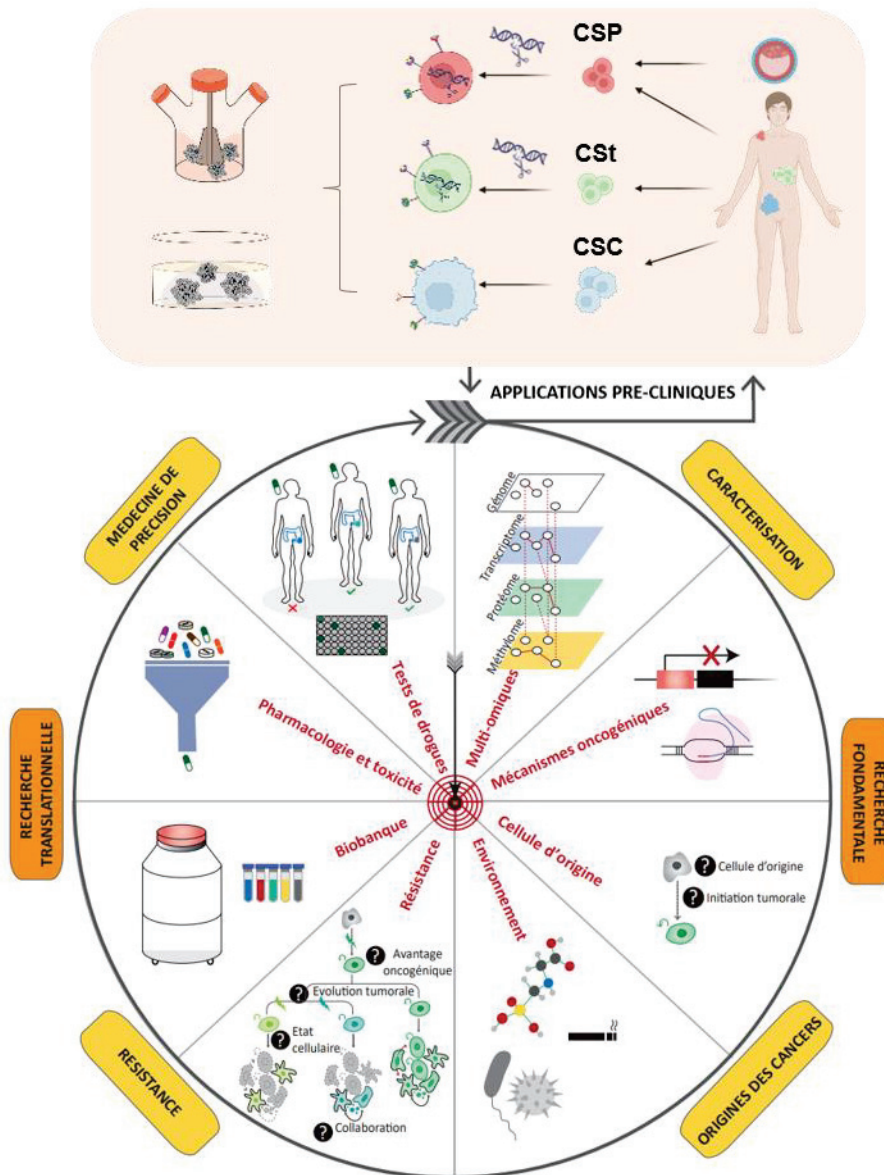 CSP
CSt
CSC
APPLICATIONS PRE-CLINIQUES
MEDECINE DE
PRECISION
CARACTERISATION
Génome
Transcriptome
Protéome
Méthylome
Tests de drogues
Multi-omiques
Pharmacologie et toxicité
Mécanismes oncogéniques
RECHERCHE
TRANSLATIONNELLE
RECHERCHE
FONDAMENTALE
Biobanque
Cellule d'origine
Résistance
Environnement
? Cellule d'origine
? Initiation tumorale
? Avantage
oncogénique
? Evolution tumorale
? Etat
cellulaire
? Collaboration
RESISTANCE
ORIGINES DES CANCERS